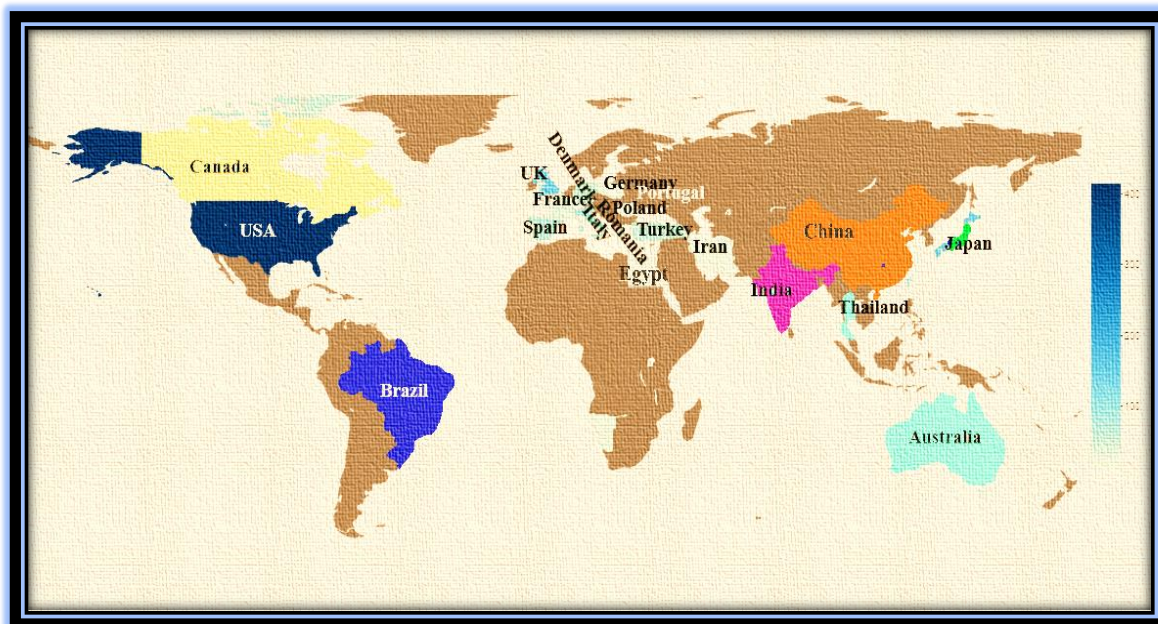 Canada
USA
Brazil
UK
Denmark
France
Spain
Italy
Romania
Germany
Portugal
Poland
Turkey
Egypt
Iran
India
China
Thailand
Japan
Australia